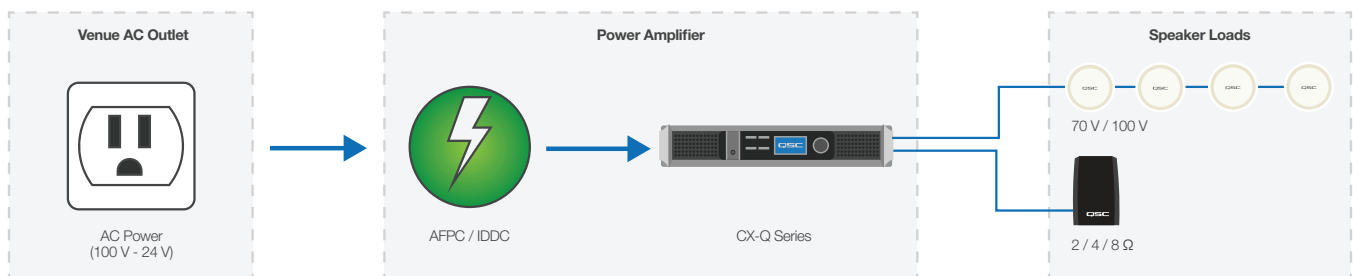 Venue AC Outlet
AC Power
(100 V - 24 V)
Power Amplifier
AFPC / IDDC
QSC
CX-Q Series
Speaker Loads
QSC
QSC
QSC
QSC
70 V / 100 V
QSC
2 / 4 / 8 Ω